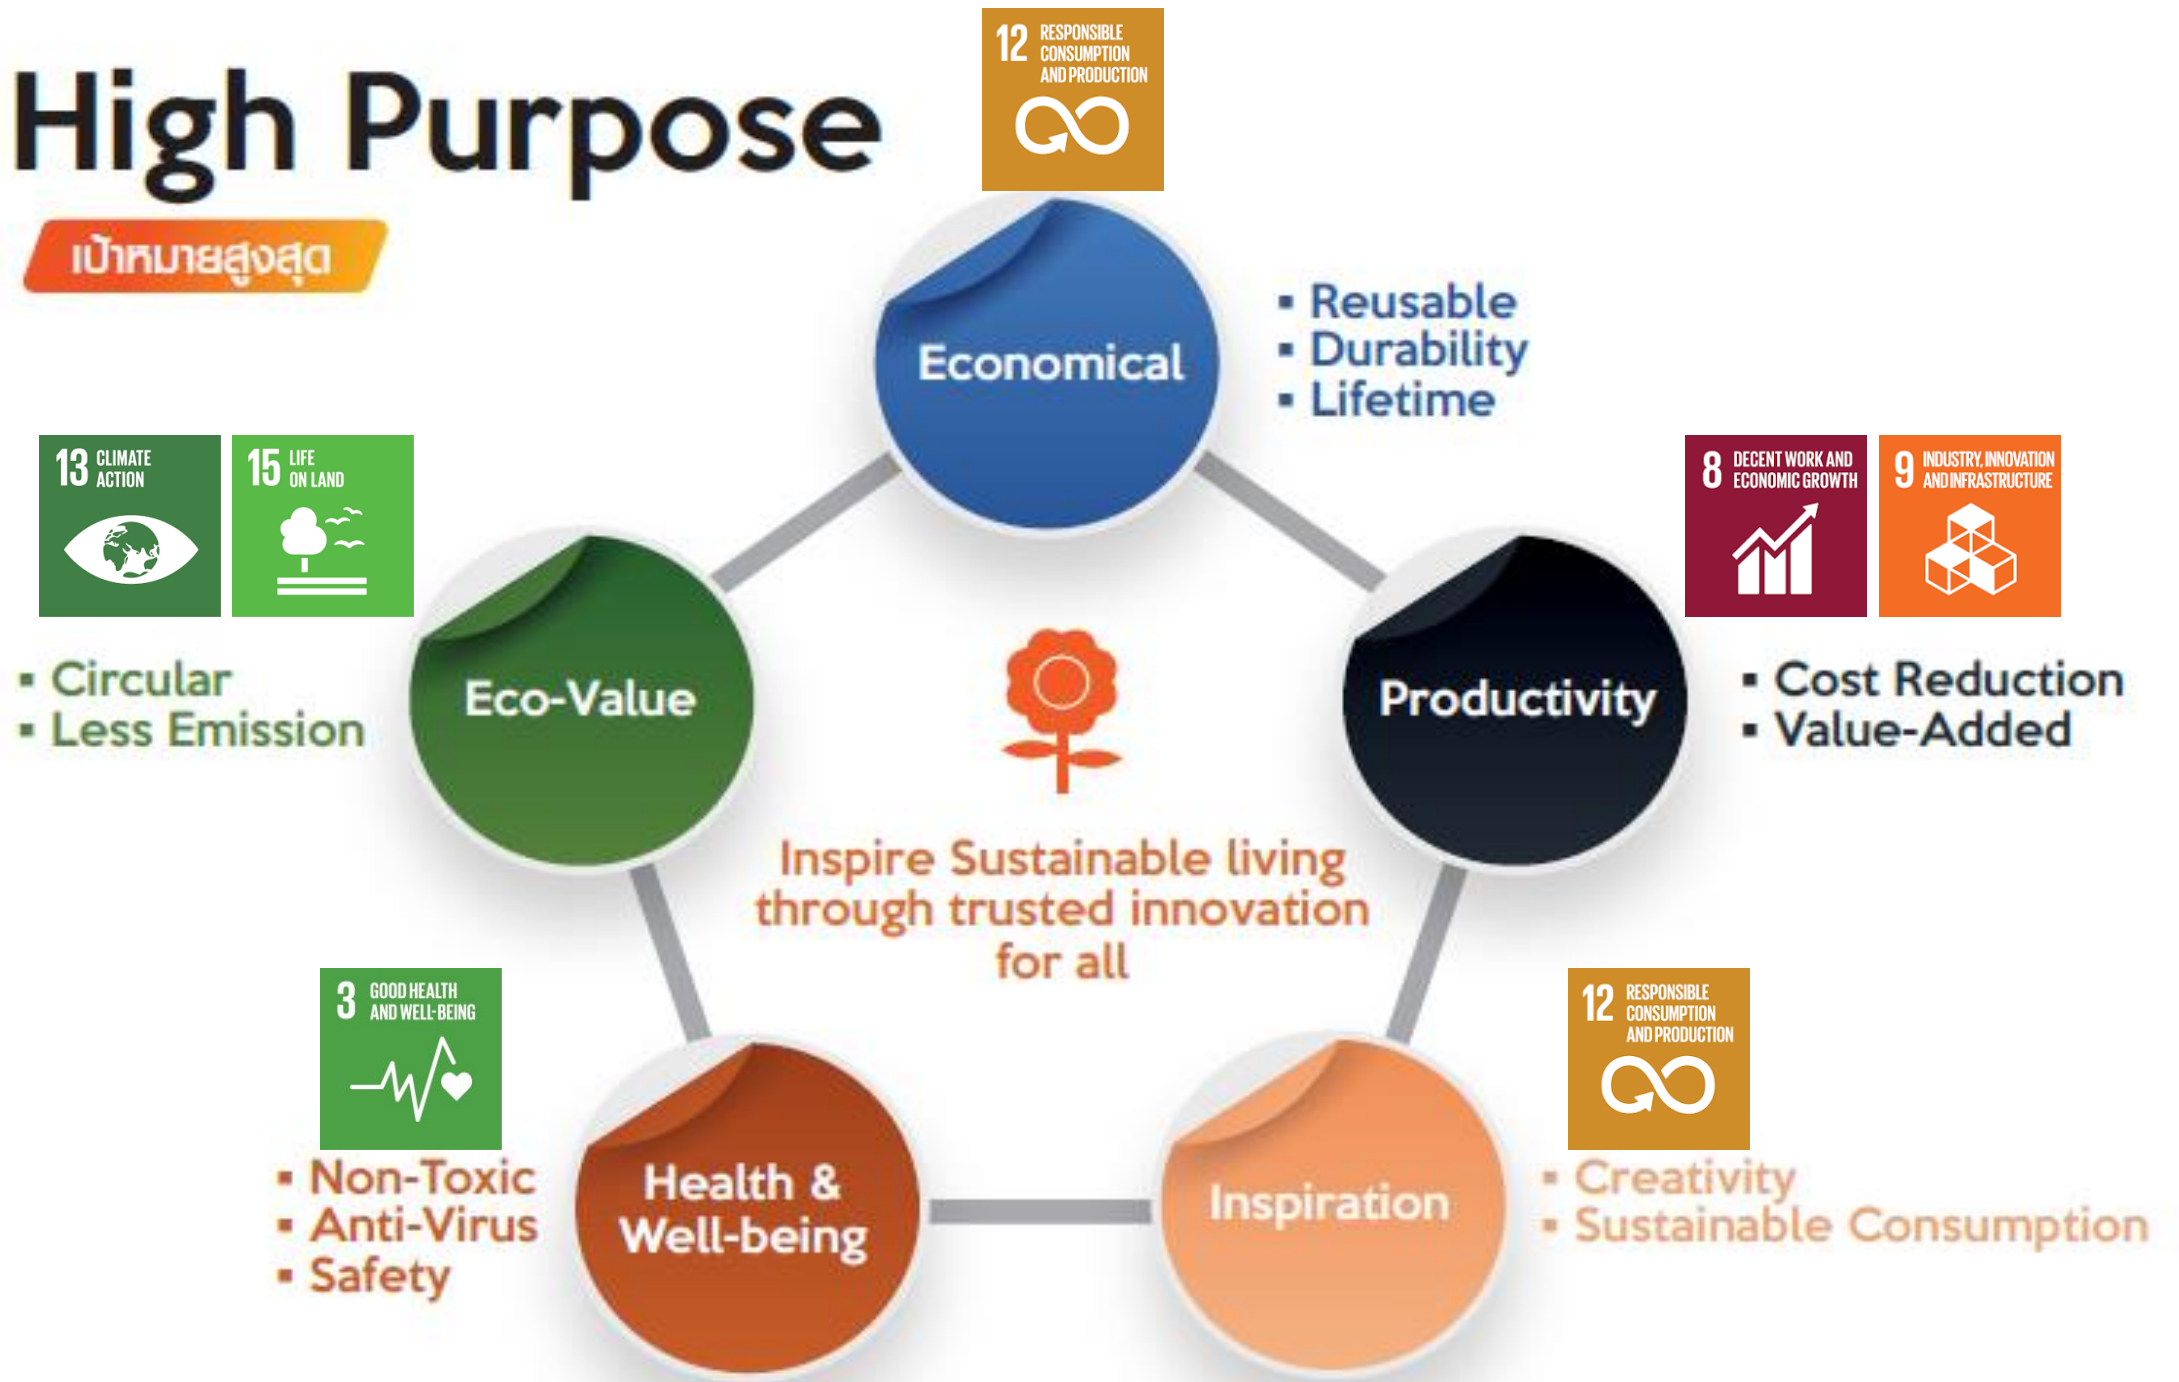 High Purpose
เป้าหมายสูงสุด
12 RESPONSIBLE
CONSUMPTION
AND PRODUCTION
Economical
▪ Reusable
▪ Durability
▪ Lifetime
13 CLIMATE
ACTION
15 LIFE
ON LAND
Eco-Value
▪ Circular
▪ Less Emission
8 DECENT WORK AND
ECONOMIC GROWTH
9 INDUSTRY, INNOVATION
AND INFRASTRUCTURE
Productivity
▪ Cost Reduction
▪ Value-Added
Inspire Sustainable living
through trusted innovation
for all
3 GOOD HEALTH
AND WELL-BEING
▪ Non-Toxic
▪ Anti-Virus
▪ Safety
Health &
Well-being
12 RESPONSIBLE
CONSUMPTION
AND PRODUCTION
Inspiration
▪ Creativity
▪ Sustainable Consumption